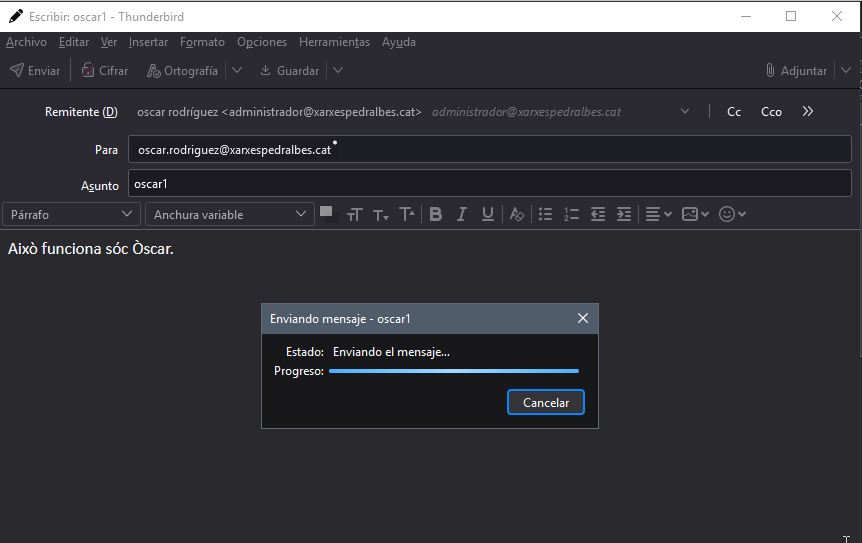 Escribir: oscar1 - Thunderbird
Archivo Editar Ver Insertar Formato Opciones Herramientas Ayuda
Enviar Cifrar Ortografía Guardar Adjuntar
Remitente (D) oscar rodríguez <administrador@xarxespedralbes.cat> administrador@xarxespedralbes.cat Cc Cco
Para oscar.rodriguez@xarxespedralbes.cat
Asunto oscar1
Párrafo Anchura variable
Això funciona sóc Òscar.
Enviando mensaje - oscar1
Estado: Enviando el mensaje...
Progreso:
Cancelar